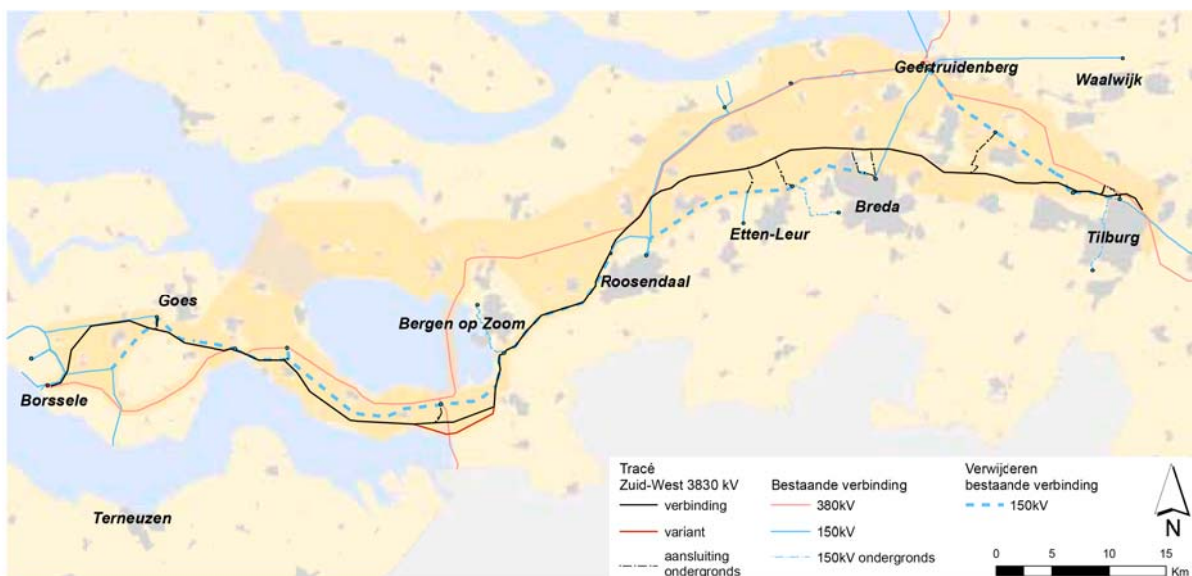 Geertruidenberg
Waalwijk
Breda
Etten-Leur
Tilburg
Roosendaal
Goes
Bergen op Zoom
Borssele
Terneuzen
Tracé
Zuid-West 3830 kV
verbinding
variant
aansluiting
ondergronds
Bestaande verbinding
380kV
150kV
150kV ondergronds
Verwijceren
bestaande verbinding
150kV
N
0 5 10 15
Km